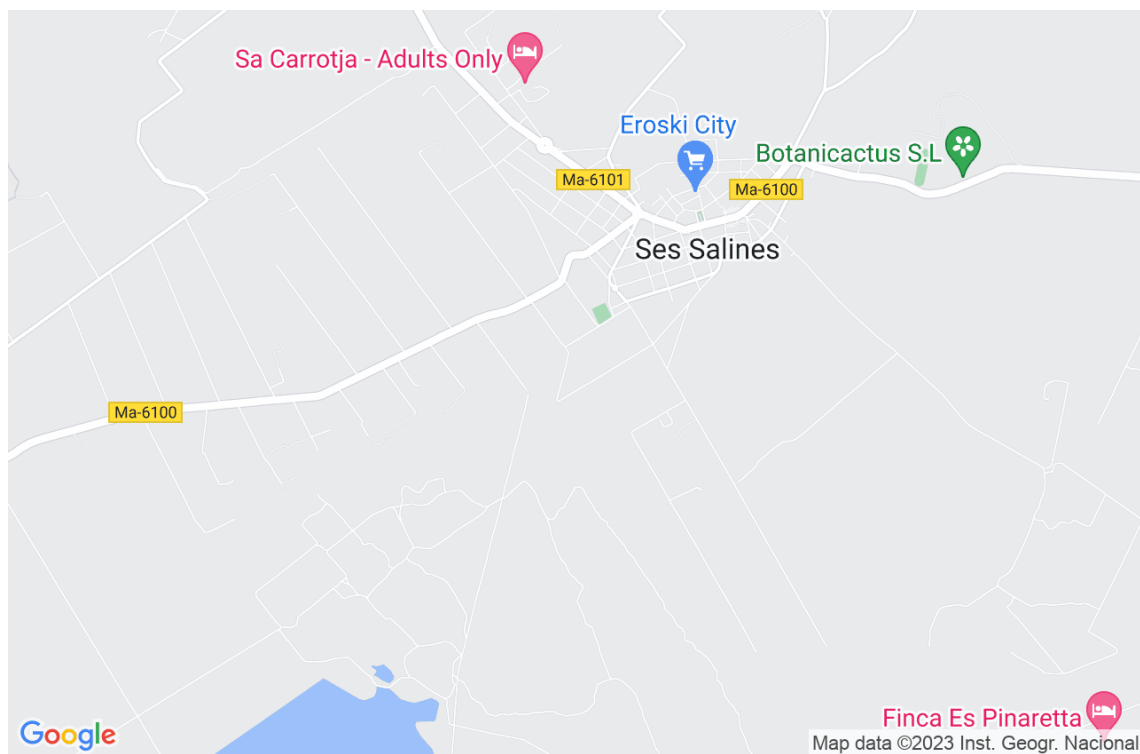 Sa Carrotja - Adults Only
Eroski City
Botanicactus S.L
Ma-6101
Ma-6100
Ses Salines
Ma-6100
Finca Es Pinaretta
Google
Map data ©2023 Inst. Geogr. Nacional